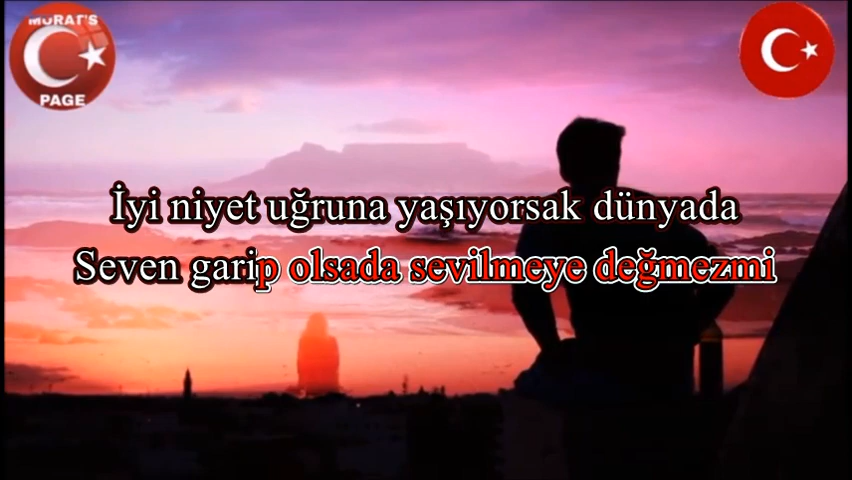 MURAT'S
PAGE
İyi niyet uğruna yaşıyorsak dünyada
Seven garip olsada sevilmeye değmezmi